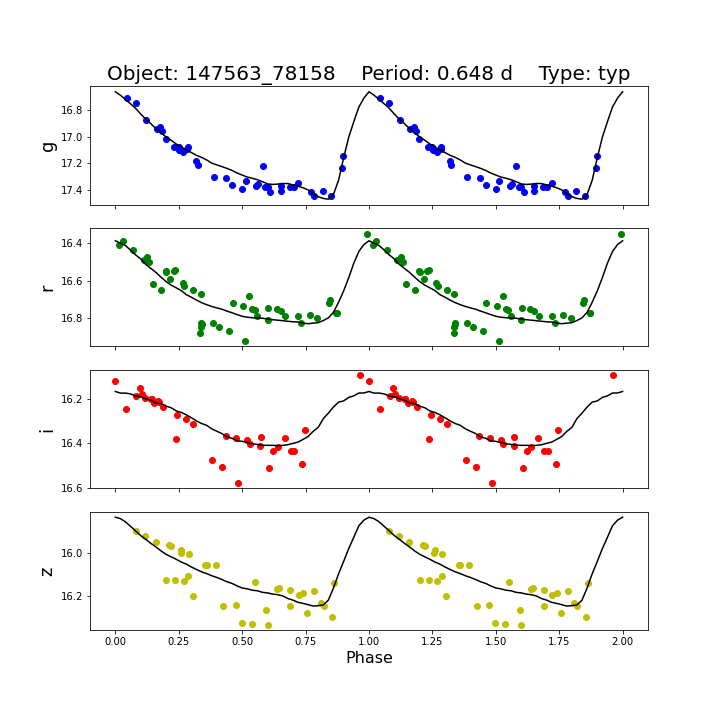 Object: 147563_78158    Period: 0.648 d    Type: typ
g
16.8
17.0
17.2
17.4
r
16.4
16.6
16.8
i
16.2
16.4
16.6
z
16.0
16.2
0.00 0.25 0.50 0.75 1.00 1.25 1.50 1.75 2.00
Phase